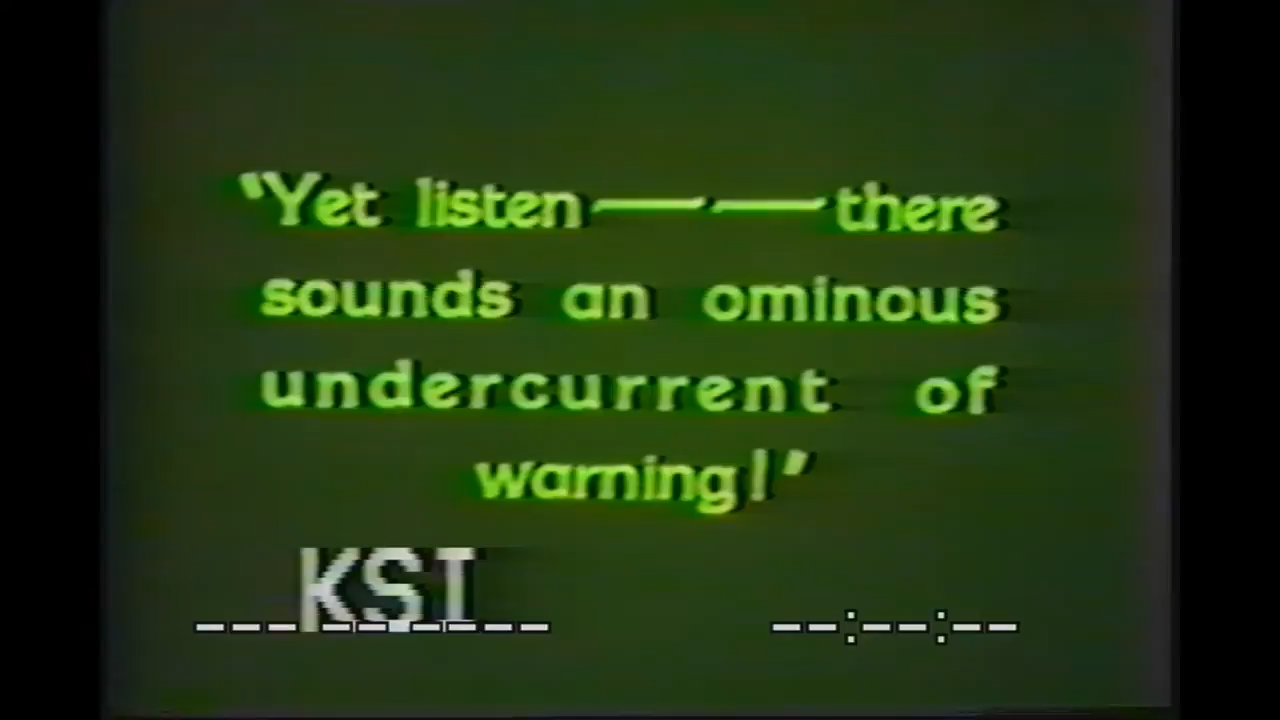 ‘Yet listen—— ——there
sounds an ominous
undercurrent of
warning!’
KSI
--- -------  --:--:--